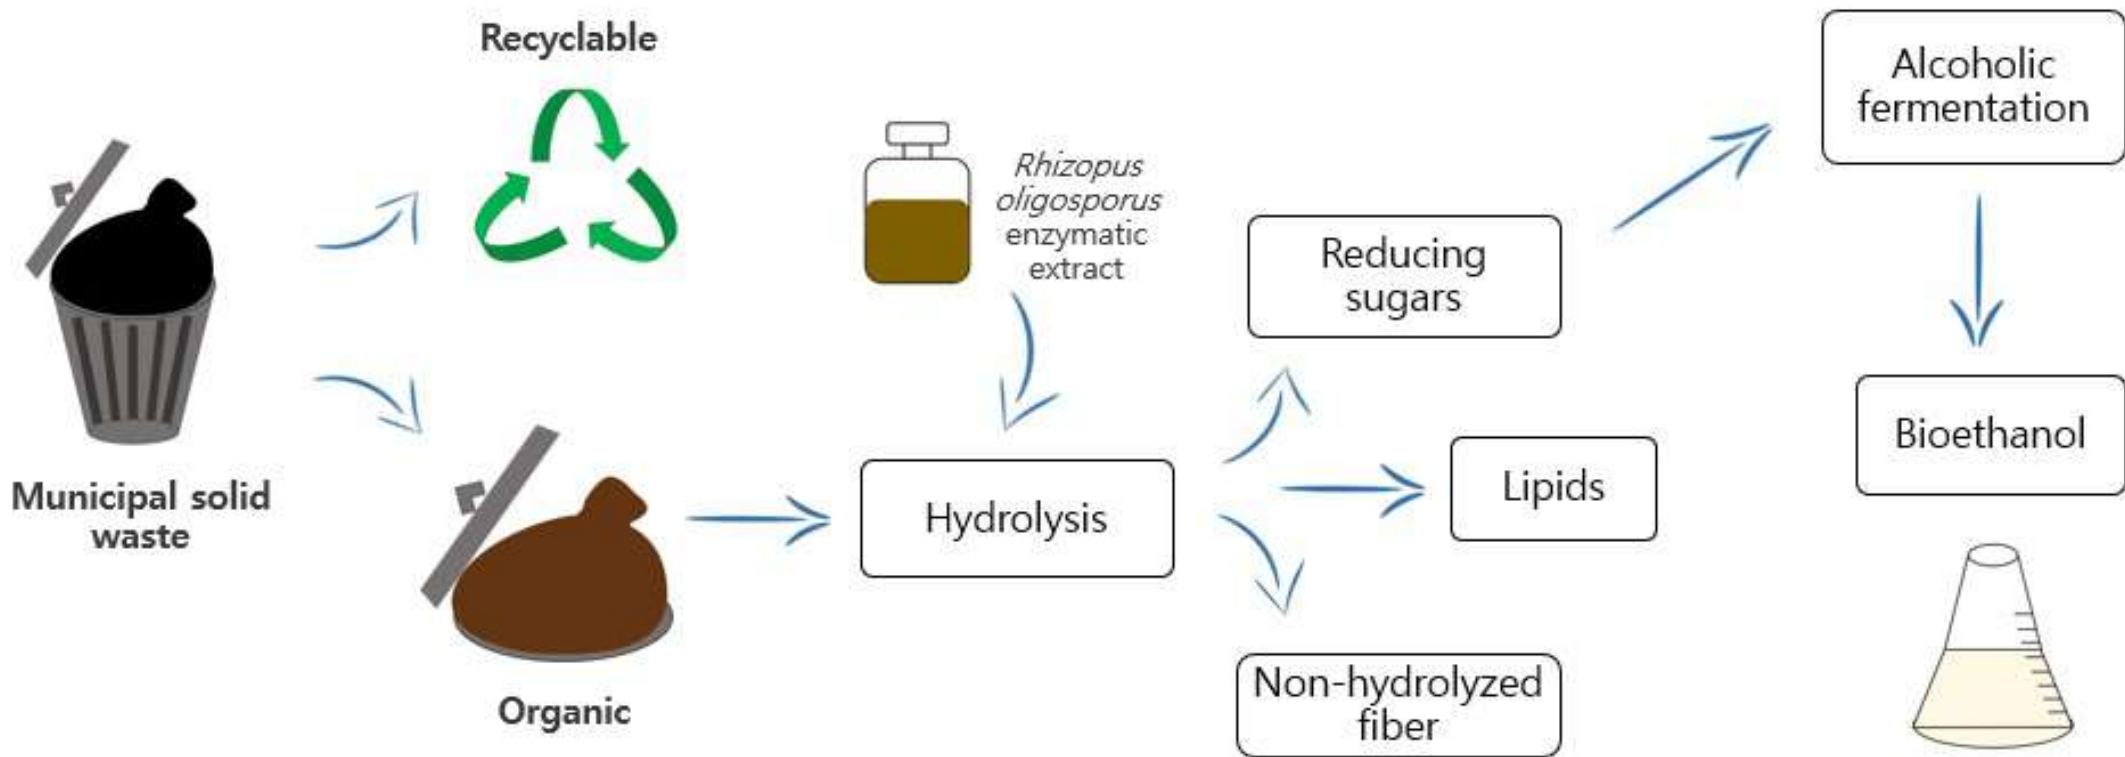 Recyclable
Municipal solid
waste
Organic
Rhizopus
oligosporus
enzymatic
extract
Hydrolysis
Reducing
sugars
Lipids
Non-hydrolyzed
fiber
Alcoholic
fermentation
Bioethanol